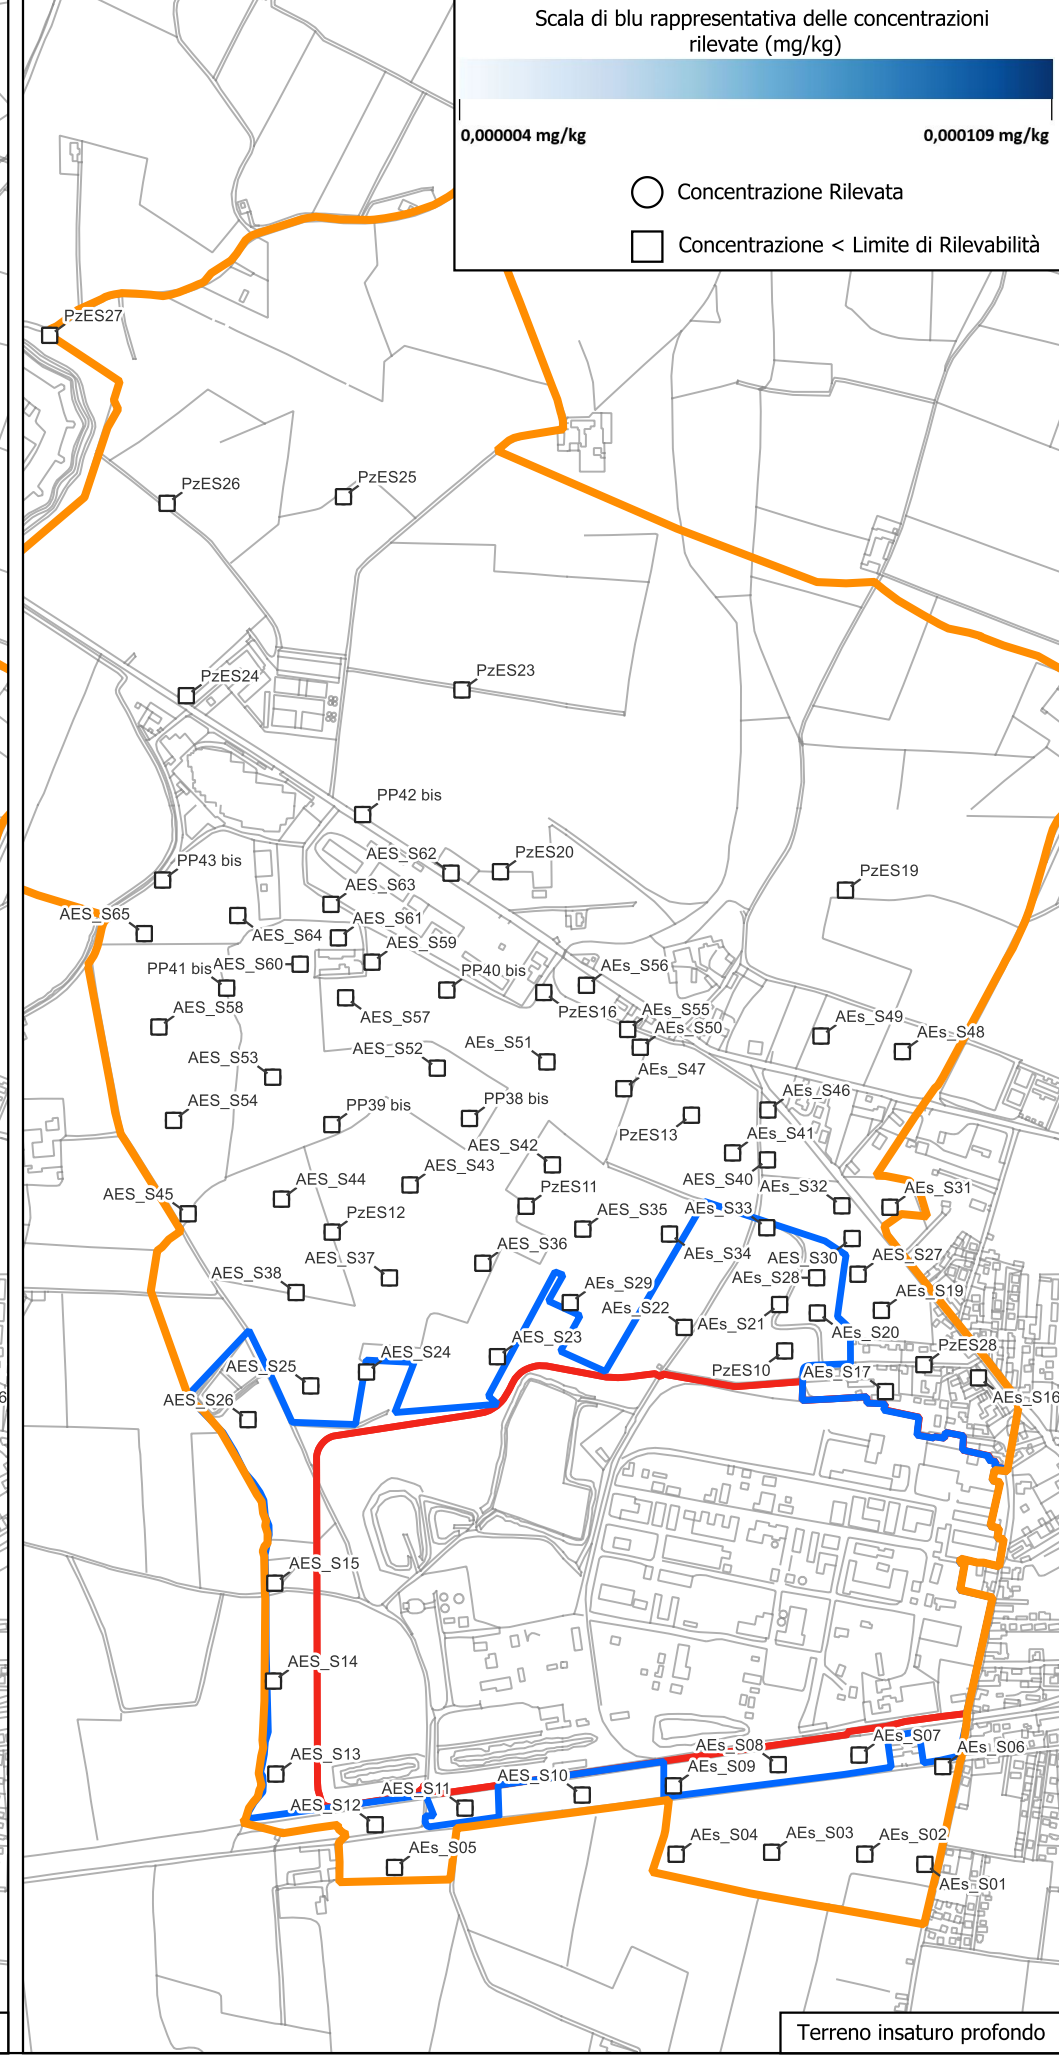 Scala di blu rappresentativa delle concentrazioni
rilevate (mg/kg)
0,000004 mg/kg
0,000109 mg/kg
Concentrazione Rilevata
Concentrazione < Limite di Rilevabilità
PzES27
PzES26
PzES25
PzES24
PzES23
PP42 bis
AES_S62
PzES20
PP43 bis
PzES19
AES_S63
AES_S65
AES_S61
AES_S64
AES_S59
PP41 bis
AES_S60
PP40 bis
AEs_S56
AES_S58
AES_S57
PzES16
AEs_S55
AEs_S50
AEs_S49
AEs_S48
AES_S53
AES_S52
AEs_S51
AEs_S47
AES_S54
PP39 bis
PP38 bis
AEs_S46
PzES13
AEs_S41
AES_S42
AES_S43
AES_S44
AES_S40
AEs_S32
AEs_S31
AES_S45
PzES12
PzES11
AES_S35
AEs_S33
AES_S37
AES_S36
AEs_S34
AES_S30
AEs_S27
AES_S38
AEs_S29
AEs_S28
AEs_S22
AEs_S21
AEs_S19
AEs_S20
AES_S25
AES_S24
AES_S23
PzES10
PzES28
AEs_S17
AES_S26
AEs_S16
AES_S15
AES_S14
AES_S13
AEs_S08
AEs_S07
AEs_S06
AES_S12
AES_S11
AEs_S10
AEs_S09
AEs_S05
AEs_S04
AEs_S03
AEs_S02
AEs_S01
Terreno insaturo profondo